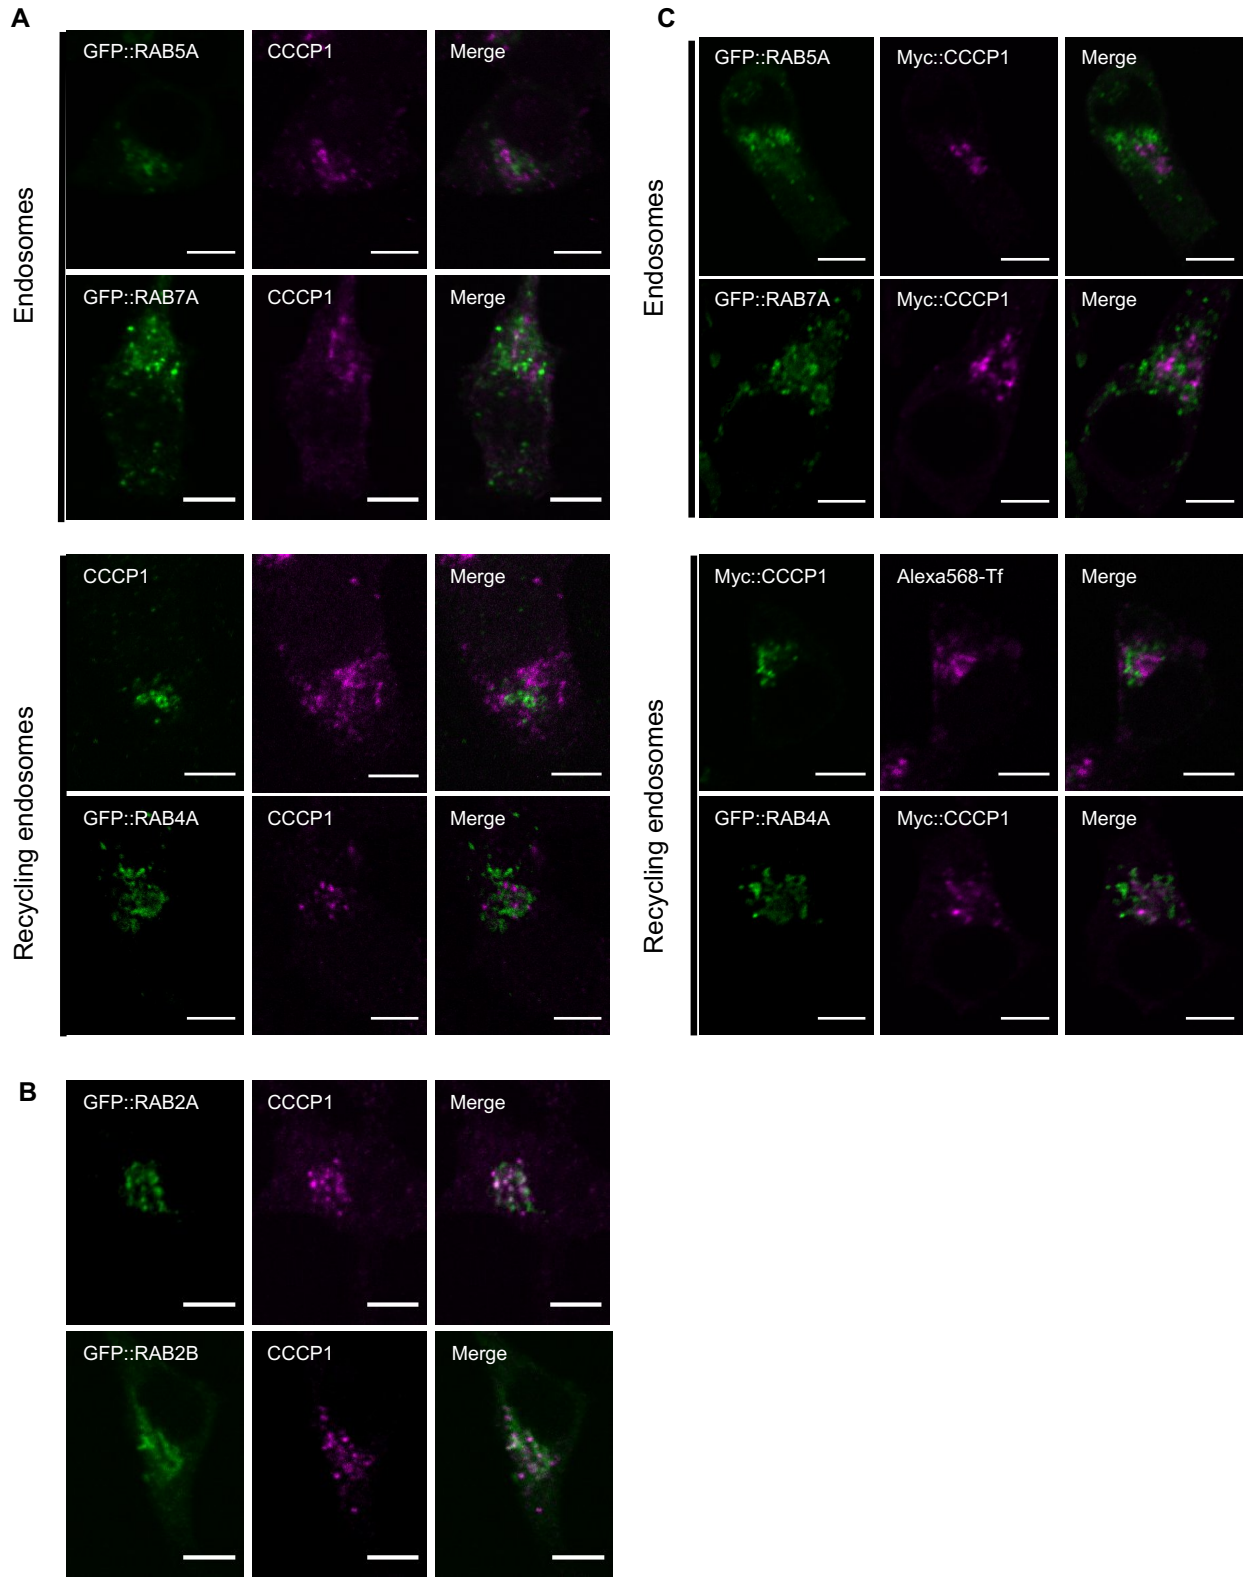 A
Endosomes
GFP::RAB5A CCCP1 Merge
GFP::RAB7A CCCP1 Merge
Recycling endosomes
CCCP1 Merge
GFP::RAB4A CCCP1 Merge
B
GFP::RAB2A CCCP1 Merge
GFP::RAB2B CCCP1 Merge
C
Endosomes
GFP::RAB5A Myc::CCCP1 Merge
GFP::RAB7A Myc::CCCP1 Merge
Recycling endosomes
Myc::CCCP1 Alexa568-Tf Merge
GFP::RAB4A Myc::CCCP1 Merge